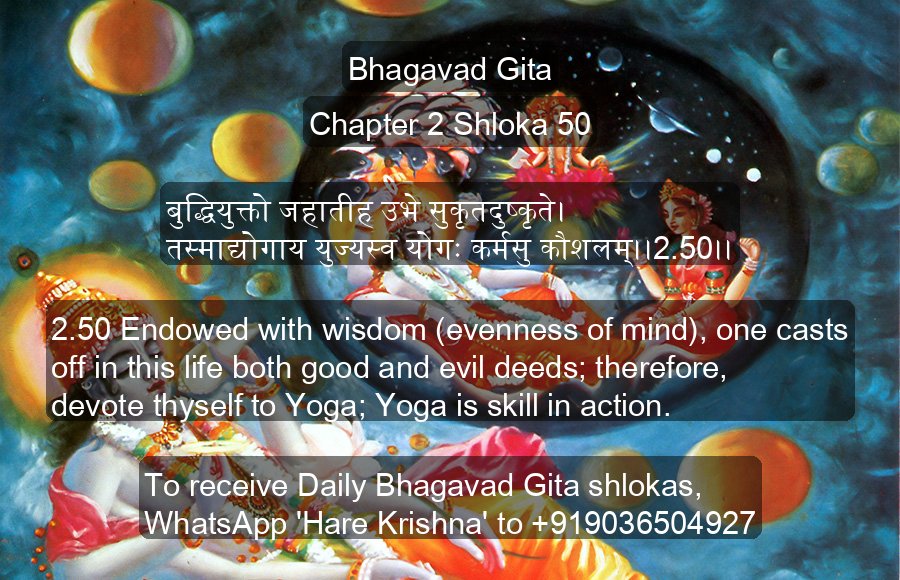 Bhagavad Gita
Chapter 2 Shloka 50
बुद्धियुक्तो जहातीह उभे सुकृतदुष्कृते।
तस्माद्योगाय युज्यस्व योगः कर्मसु कौशलम्।।2.50।।
2.50 Endowed with wisdom (evenness of mind), one casts
off in this life both good and evil deeds; therefore,
devote thyself to Yoga; Yoga is skill in action.
To receive Daily Bhagavad Gita shlokas,
WhatsApp 'Hare Krishna' to +919036504927